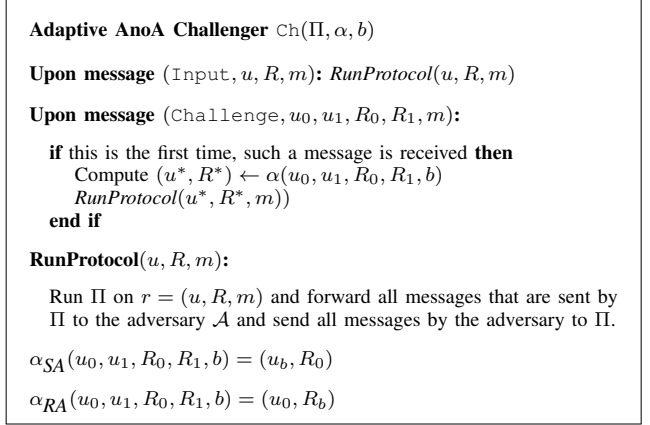 Adaptive AnoA Challenger Ch(Π, α, b)
Upon message (Input, u, R, m): RunProtocol(u, R, m)
Upon message (Challenge, u₀, u₁, R₀, R₁, m):
if this is the first time, such a message is received then
Compute (u*, R*) ← α(u₀, u₁, R₀, R₁, b)
RunProtocol(u*, R*, m))
end if
RunProtocol(u, R, m):
Run Π on r = (u, R, m) and forward all messages that are sent by
Π to the adversary 𝒜 and send all messages by the adversary to Π.
α_SA(u₀, u₁, R₀, R₁, b) = (u_b, R₀)
α_RA(u₀, u₁, R₀, R₁, b) = (u₀, R_b)